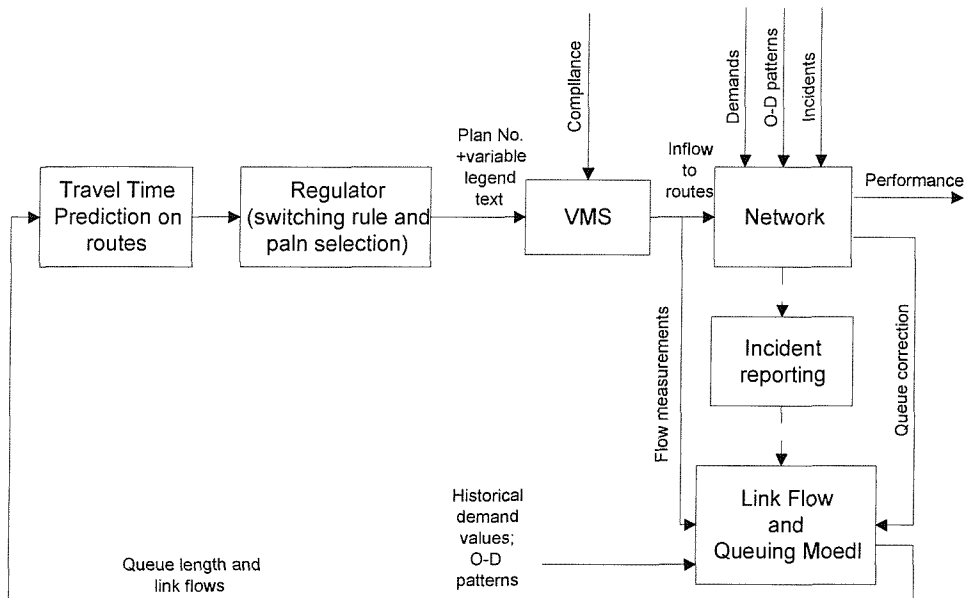 Compliance
Demands
O-D patterns
Incidents
Travel Time
Prediction on
routes
Regulator
(switching rule and
paln selection)
Plan No.
+variable
legend
text
VMS
Inflow
to
routes
Network
Performance
Flow measurements
Incident
reporting
Queue correction
Historical
demand
values;
O-D
patterns
Link Flow
and
Queuing Moedl
Queue length and
link flows